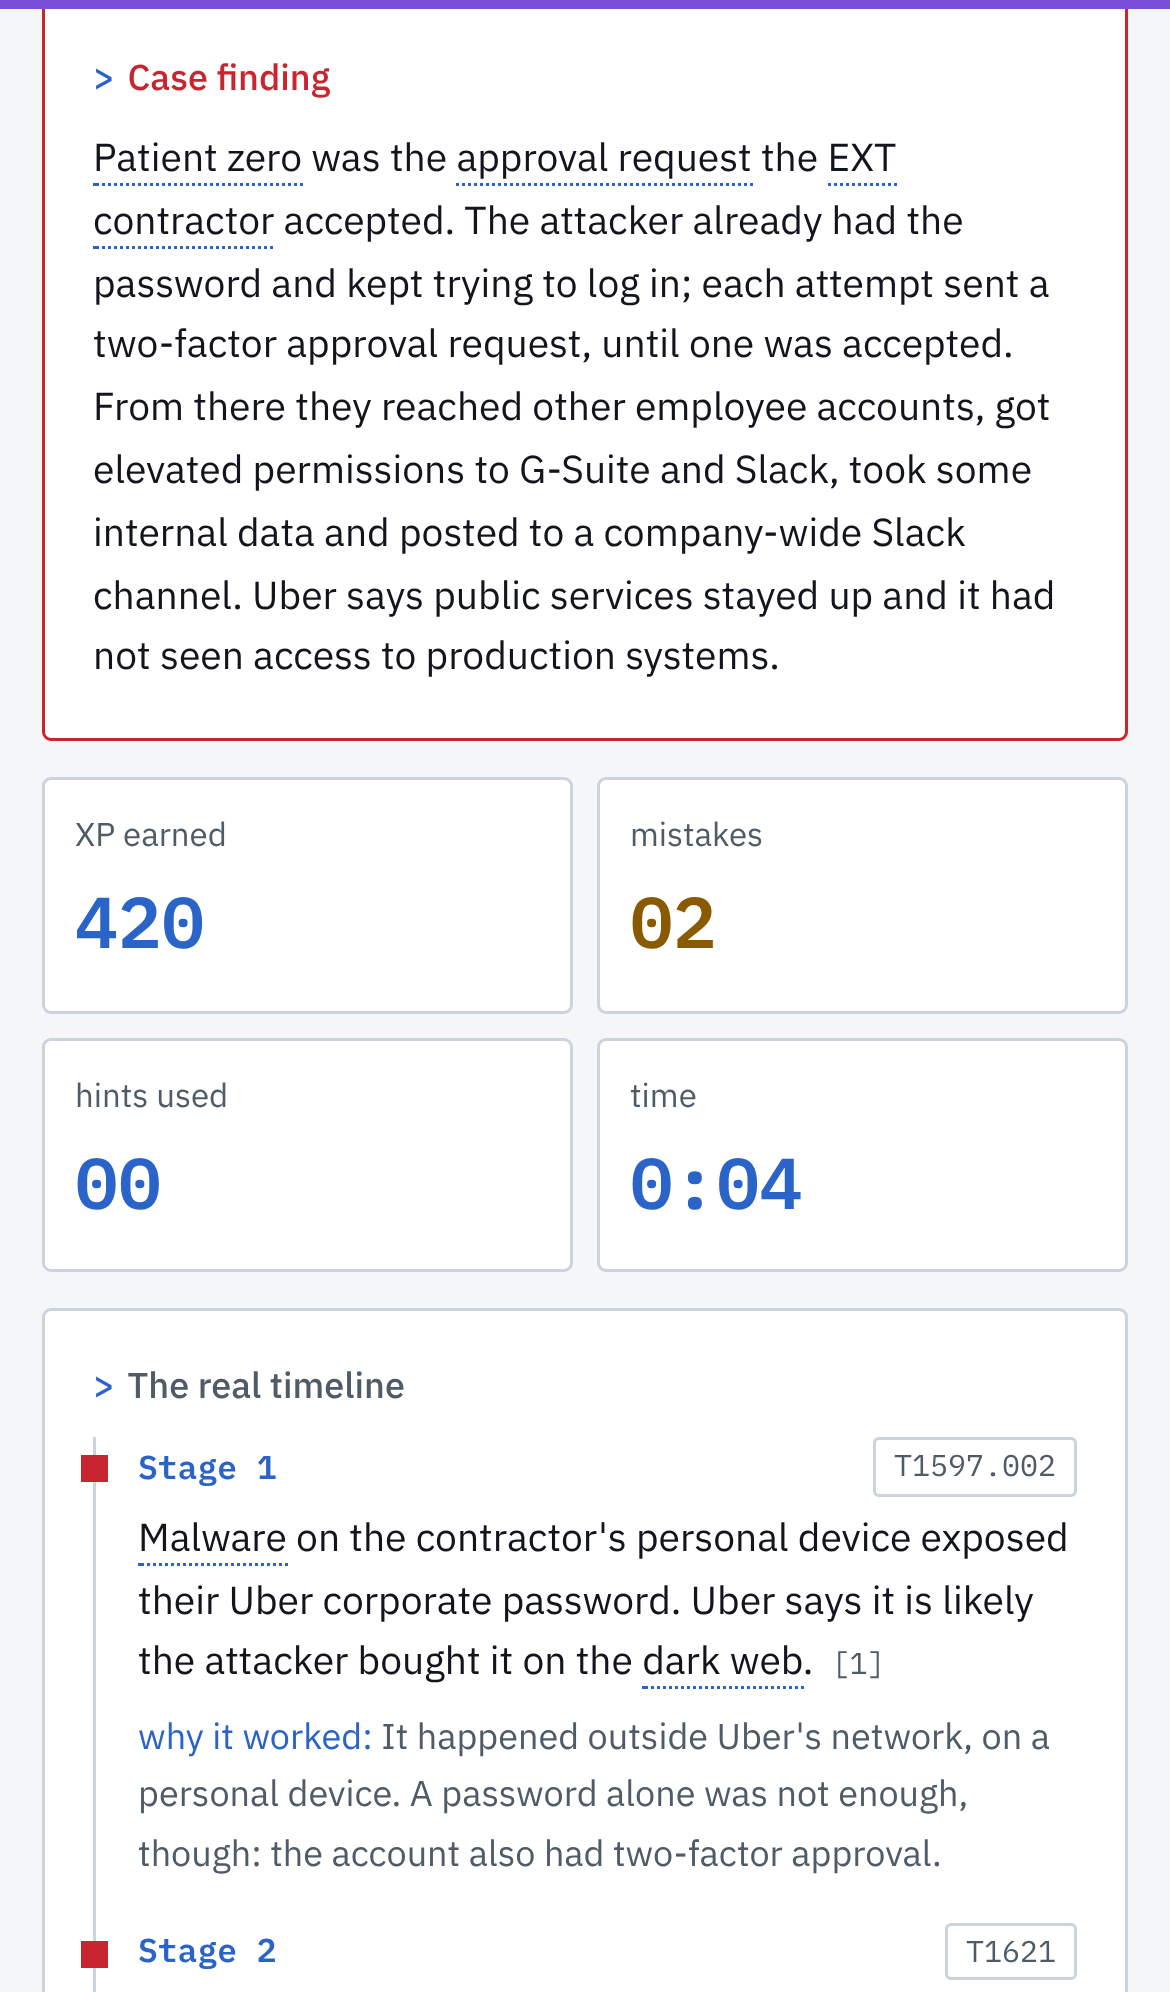 > Case finding
Patient zero was the approval request the EXT
contractor accepted. The attacker already had the
password and kept trying to log in; each attempt sent a
two-factor approval request, until one was accepted.
From there they reached other employee accounts, got
elevated permissions to G-Suite and Slack, took some
internal data and posted to a company-wide Slack
channel. Uber says public services stayed up and it had
not seen access to production systems.
XP earned
420
mistakes
02
hints used
00
time
0:04
> The real timeline
Stage 1
T1597.002
Malware on the contractor's personal device exposed
their Uber corporate password. Uber says it is likely
the attacker bought it on the dark web. [1]
why it worked: It happened outside Uber's network, on a
personal device. A password alone was not enough,
though: the account also had two-factor approval.
Stage 2
T1621